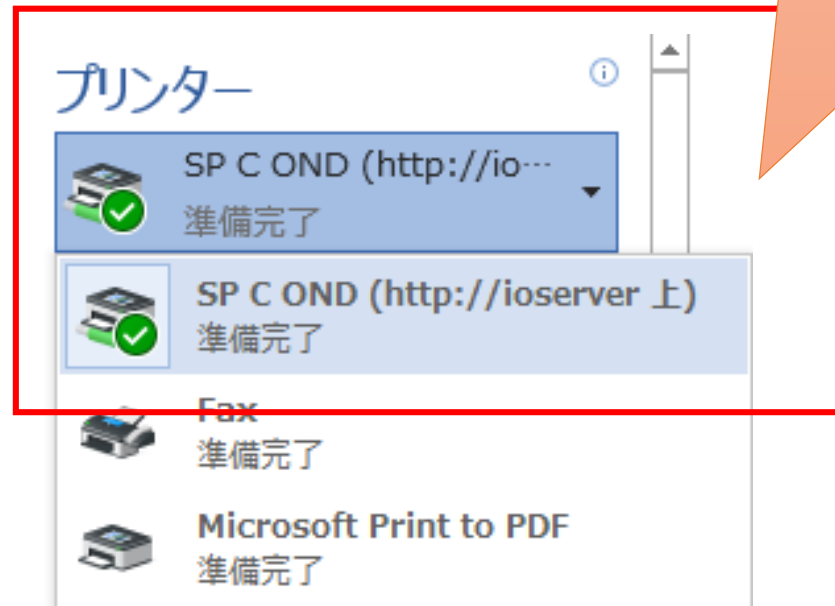 プリンター
SP C OND (http://io…
準備完了
SP C OND (http://ioserver 上)
準備完了
Fax
準備完了
Microsoft Print to PDF
準備完了